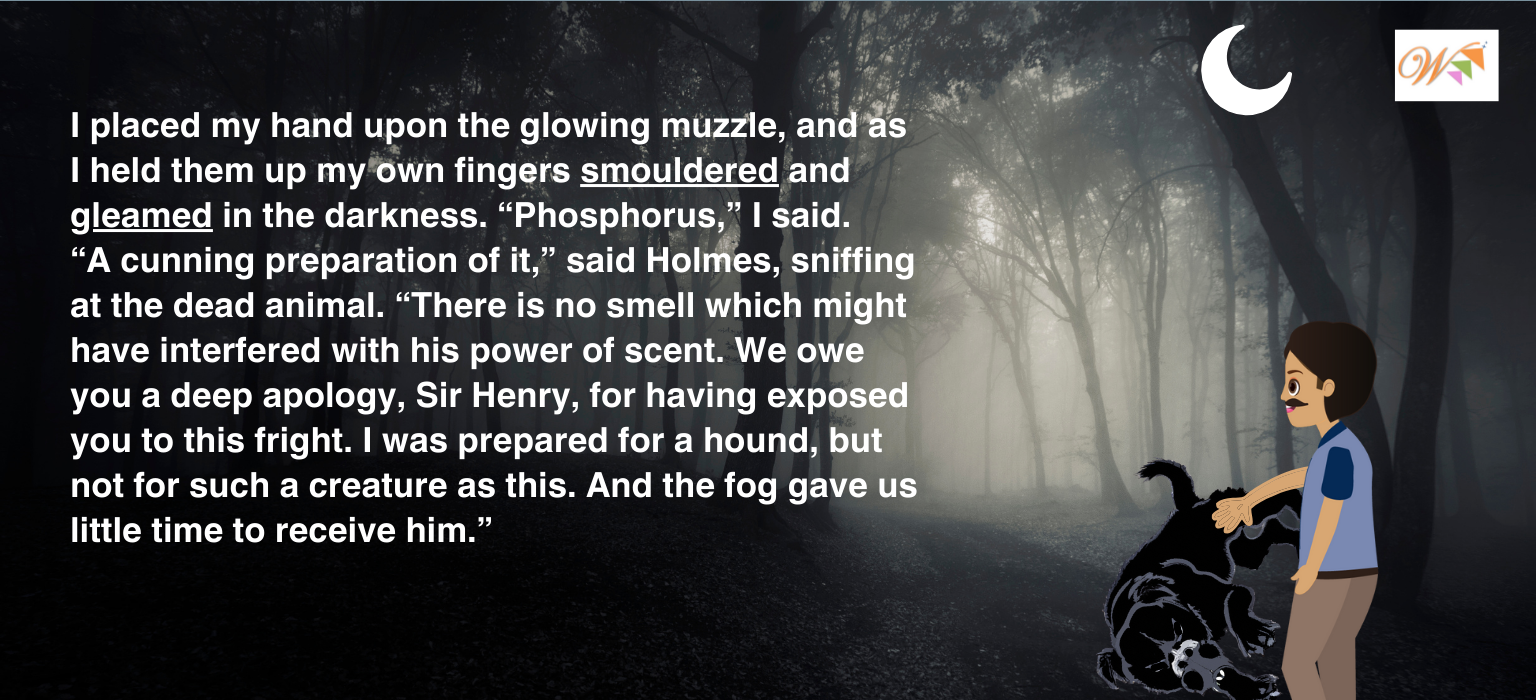 I placed my hand upon the glowing muzzle, and as
I held them up my own fingers smouldered and
gleamed in the darkness. “Phosphorus,” I said.
“A cunning preparation of it,” said Holmes, sniffing
at the dead animal. “There is no smell which might
have interfered with his power of scent. We owe
you a deep apology, Sir Henry, for having exposed
you to this fright. I was prepared for a hound, but
not for such a creature as this. And the fog gave us
little time to receive him.”
W